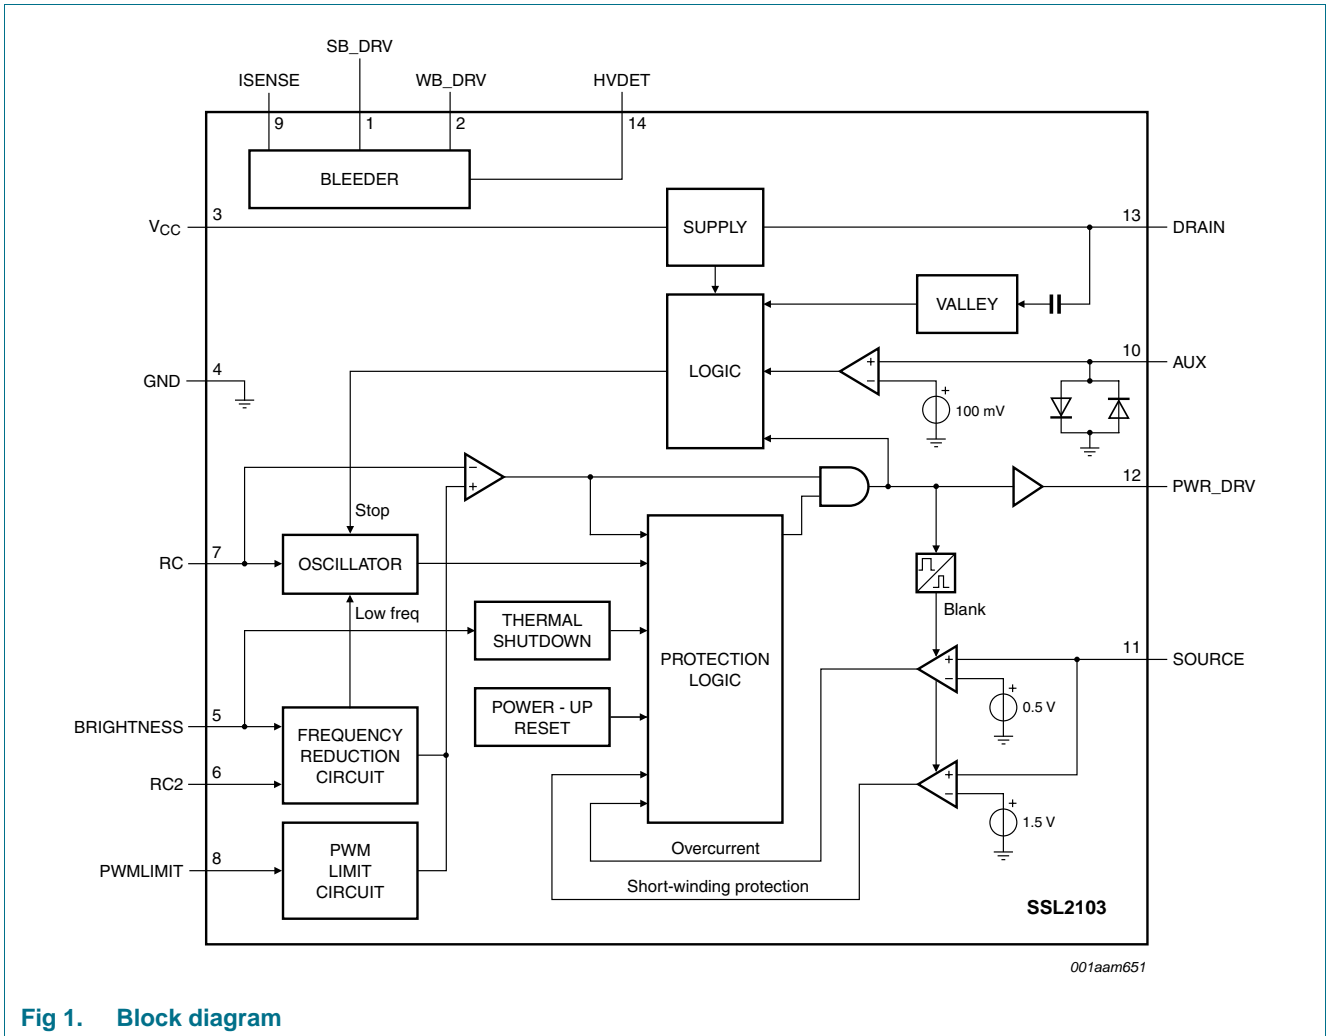 SB_DRV
ISENSE
WB_DRV
HVDET
9
1
2
14
BLEEDER
VCC
3
SUPPLY
13
DRAIN
VALLEY
GND
4
LOGIC
+
−
10
AUX
+
100 mV
−
+
12
PWR_DRV
Stop
RC
7
OSCILLATOR
Low freq
THERMAL
SHUTDOWN
Blank
PROTECTION
LOGIC
+
−
11
SOURCE
POWER - UP
RESET
+
0.5 V
BRIGHTNESS
5
FREQUENCY
REDUCTION
CIRCUIT
RC2
6
+
−
+
1.5 V
PWMLIMIT
8
PWM
LIMIT
CIRCUIT
Overcurrent
Short-winding protection
SSL2103
001aam651
Fig 1. Block diagram